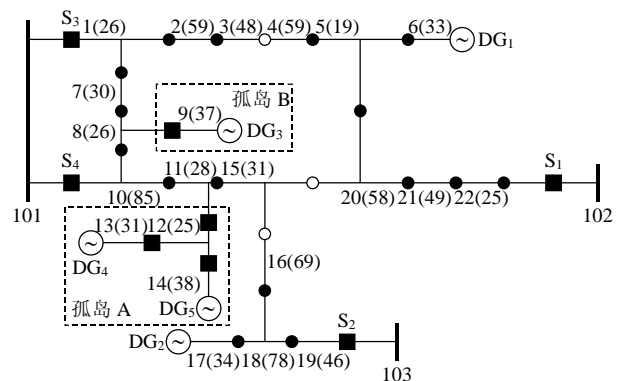 S₃ 1(26) 2(59) 3(48) 4(59) 5(19) 6(33)
~ DG₁
7(30) 9(37) 孤岛 B
8(26) ~ DG₃
S₄ 11(28) 15(31) S₁
10(85) 20(58) 21(49) 22(25)
101 102
13(31) 12(25)
~ DG₄ 16(69)
14(38)
孤岛 A DG₅ ~
S₂
DG₂ ~
17(34) 18(78) 19(46)
103